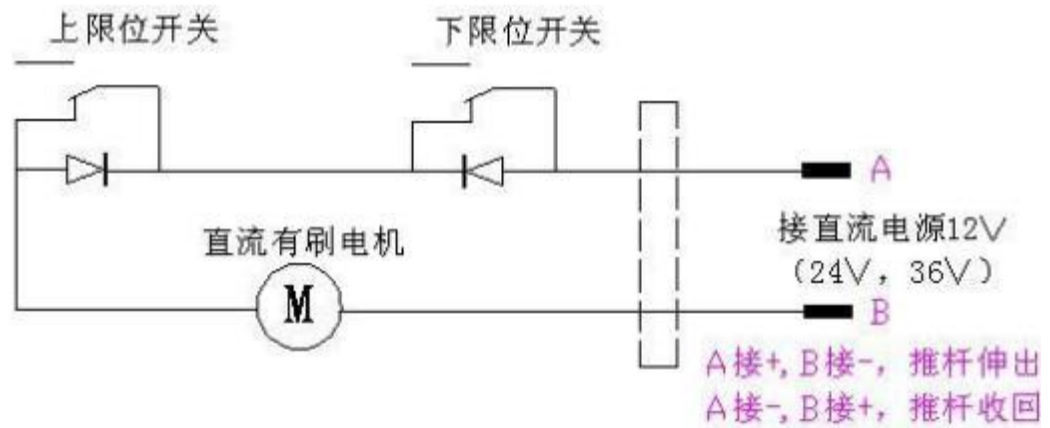 上限位开关
下限位开关
A
直流有刷电机
接直流电源12V
(24V，36V)
M
B
A接+,B接-，推杆伸出
A接-,B接+，推杆收回